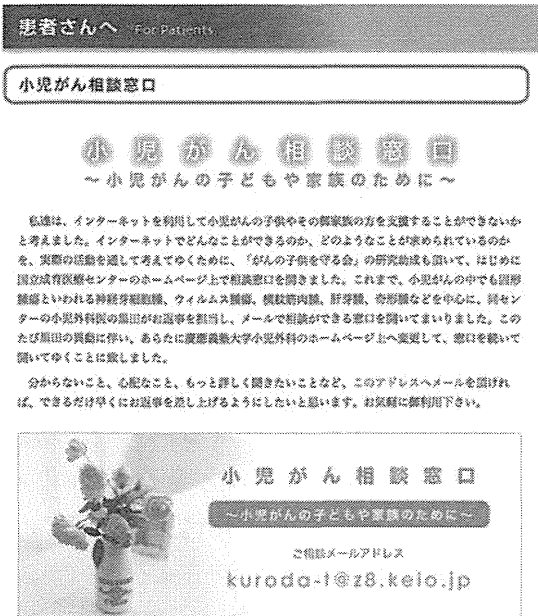 患者さんへ For Patients
小児がん相談窓口
小児がん相談窓口
～小児がんの子どもや家族のために～
私達は、インターネットを利用して小児がんの子供やその御家族の方を支援することができないか
と考えました。インターネットでどんなことができるのか、どのようなことが求められているのか
を、実際の活動を通して考えてゆくために、「がんの子供を守る会」の研究助成も頂いて、はじめに
国立成育医療センターのホームページ上で相談窓口を開きました。これまで、小児がんの中でも固形
腫瘍といわれる神経芽細胞腫、ウィルムス腫瘍、横紋筋肉腫、肝芽腫、奇形腫などを中心に、同セン
ターの小児外科医の黒田がお返事を担当し、メールで相談ができる窓口を開いてまいりました。この
たび黒田の異動に伴い、あらたに慶應義塾大学小児外科のホームページ上へ変更して、窓口を続いて
開いてゆくことに致しました。
分からないこと、心配なこと、もっと詳しく聞きたいことなど、このアドレスへメールを頂けれ
ば、できるだけ早くにお返事を差し上げるようにしたいと思います。お気軽に御利用下さい。
小児がん相談窓口
～小児がんの子どもや家族のために～
ご相談メールアドレス
kuroda-t@z8.keio.jp